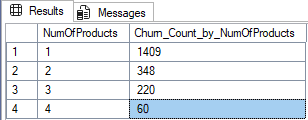 Results Messages
NumOfProducts Churn_Count_by_NumOfProducts
1 1 1409
2 2 348
3 3 220
4 4 60